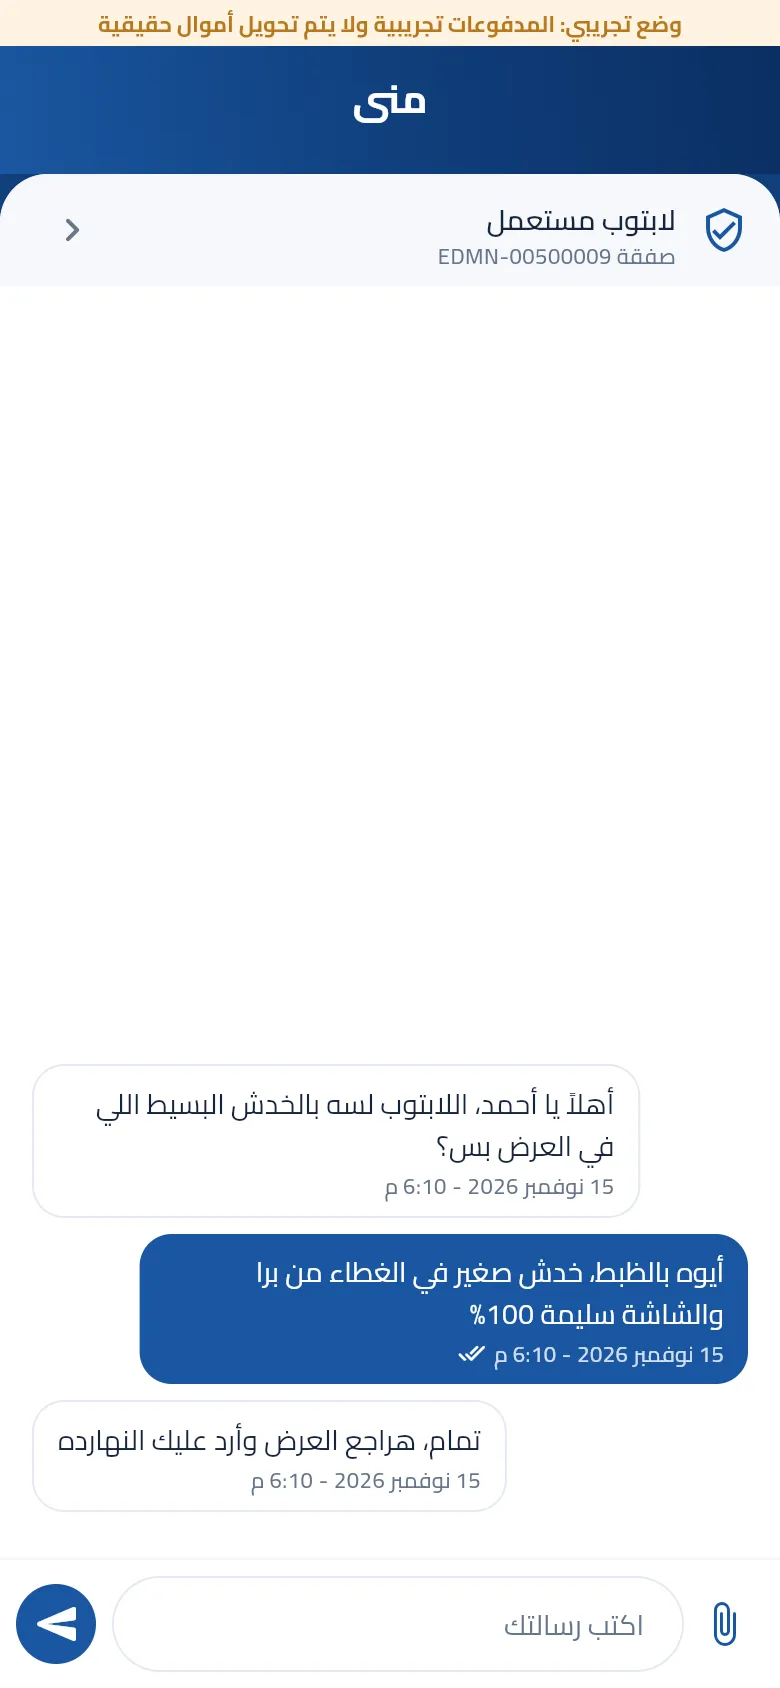 وضع تجريبي: المدفوعات تجريبية ولا يتم تحويل أموال حقيقية
منى
لابتوب مستعمل
صفقة EDMN-00500009
أهلاً يا أحمد، اللابتوب لسه بالخدش البسيط اللي
في العرض بس؟
15 نوفمبر 2026 - 6:10 م
أيوه بالظبط، خدش صغير في الغطاء من برا
والشاشة سليمة 100%
15 نوفمبر 2026 - 6:10 م
تمام، هراجع العرض وأرد عليك النهارده
15 نوفمبر 2026 - 6:10 م
اكتب رسالتك